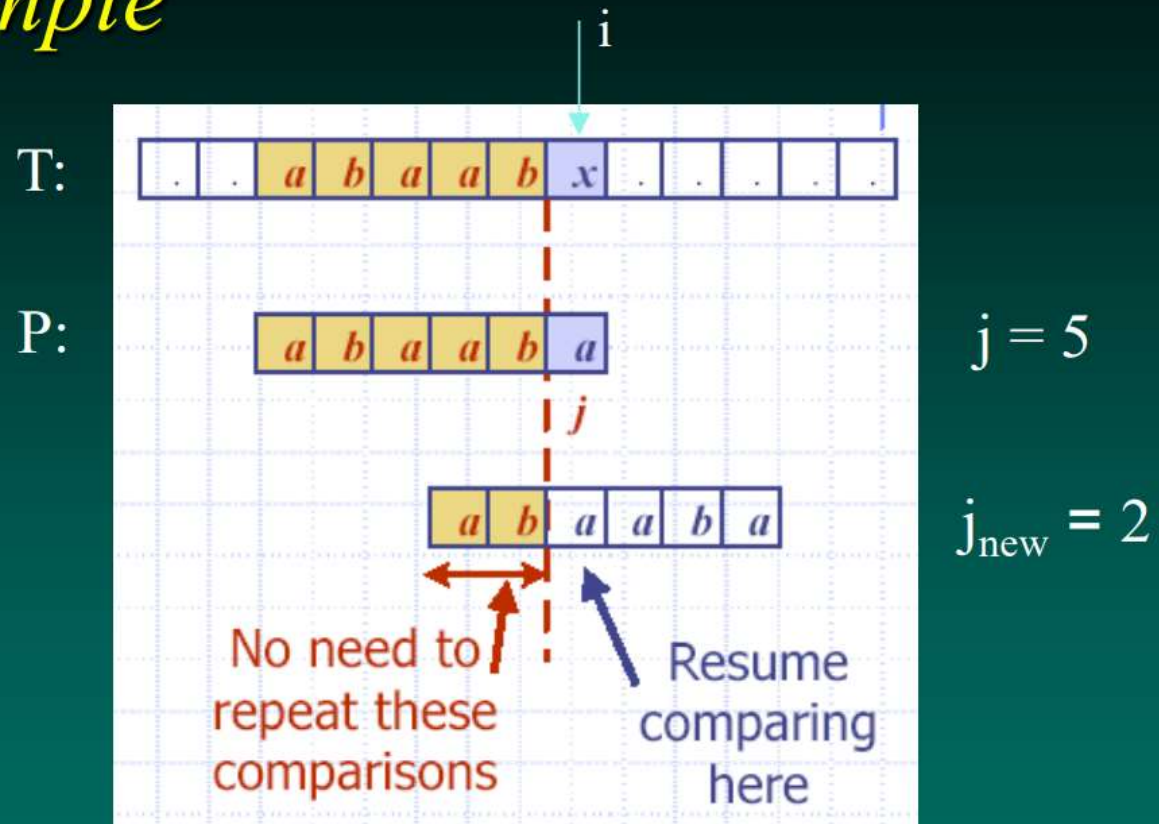 mple
i
T: . . a b a a b x . . . . .
P: a b a a b a j = 5
j
a b a a b a jnew = 2
No need to
repeat these
comparisons
Resume
comparing
here